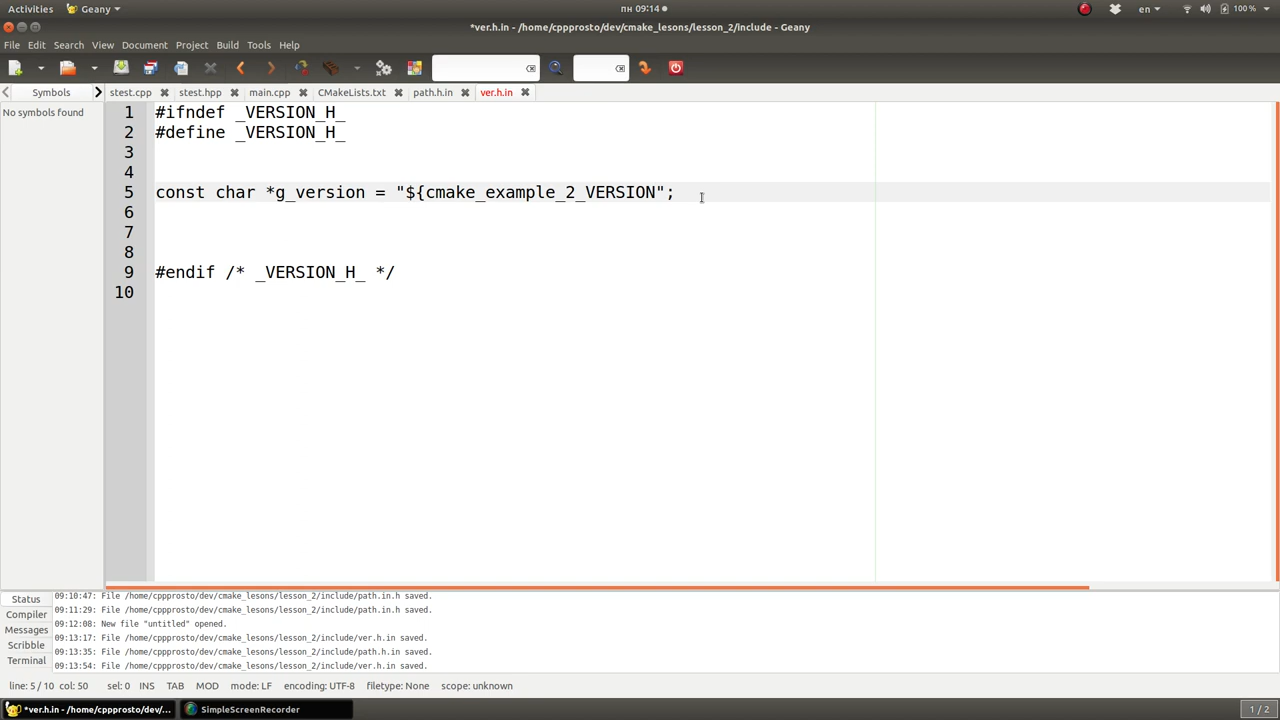 Activities Geany пн 09:14 en 100 %
*ver.h.in - /home/cppprosto/dev/cmake_lesons/lesson_2/include - Geany
File Edit Search View Document Project Build Tools Help
Symbols stest.cpp stest.hpp main.cpp CMakeLists.txt path.h.in ver.h.in
No symbols found
1 #ifndef _VERSION_H_
2 #define _VERSION_H_
3
4
5 const char *g_version = "${cmake_example_2_VERSION";
6
7
8
9 #endif /* _VERSION_H_ */
10
Status
Compiler
Messages
Scribble
Terminal
09:10:47: File /home/cppprosto/dev/cmake_lesons/lesson_2/include/path.in.h saved.
09:11:29: File /home/cppprosto/dev/cmake_lesons/lesson_2/include/path.in.h saved.
09:12:08: New file "untitled" opened.
09:13:17: File /home/cppprosto/dev/cmake_lesons/lesson_2/include/ver.h.in saved.
09:13:35: File /home/cppprosto/dev/cmake_lesons/lesson_2/include/path.h.in saved.
09:13:54: File /home/cppprosto/dev/cmake_lesons/lesson_2/include/ver.h.in saved.
line: 5 / 10 col: 50 sel: 0 INS TAB MOD mode: LF encoding: UTF-8 filetype: None scope: unknown
*ver.h.in - /home/cppprosto/dev/... SimpleScreenRecorder 1 / 2